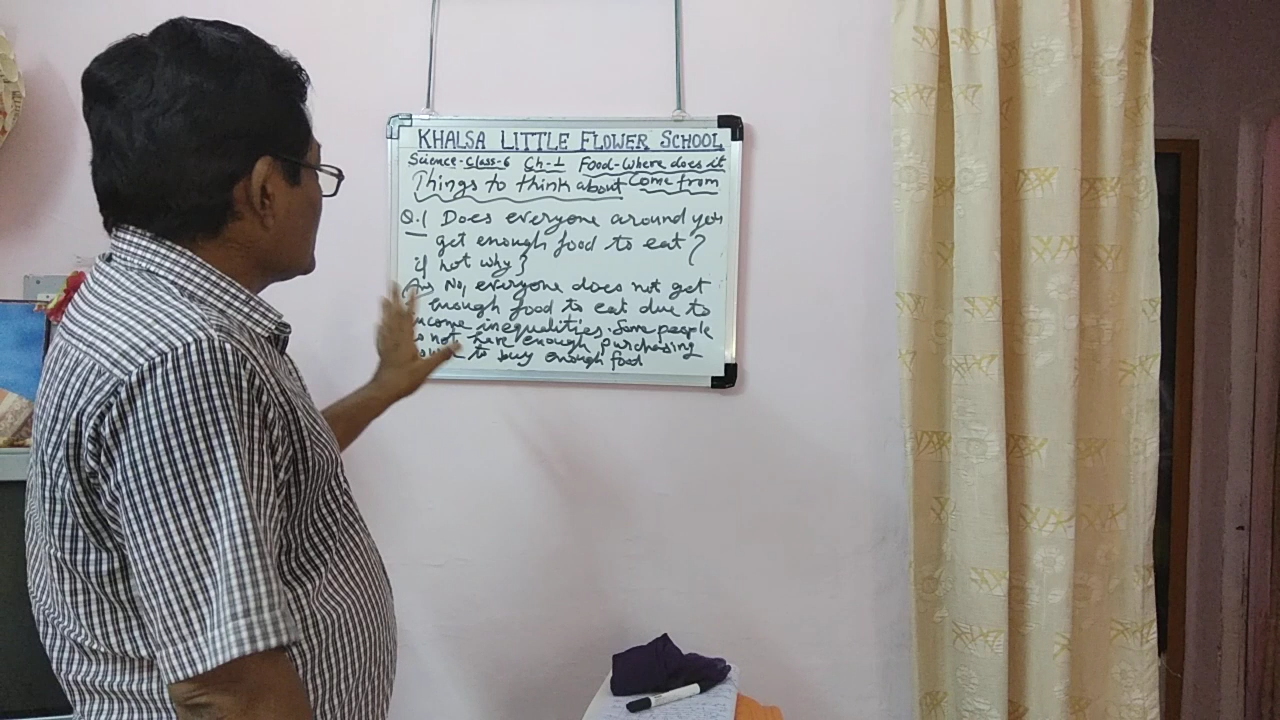 KHALSA LITTLE FLOWER SCHOOL
Science-Class-6 Ch-1 Food-Where does it
Things to think about Come from
Q.1 Does everyone around you
get enough food to eat?
if not why?
Ans No, everyone does not get
enough food to eat due to
income inequalities. Some people
not have enough purchasing
to buy enough food